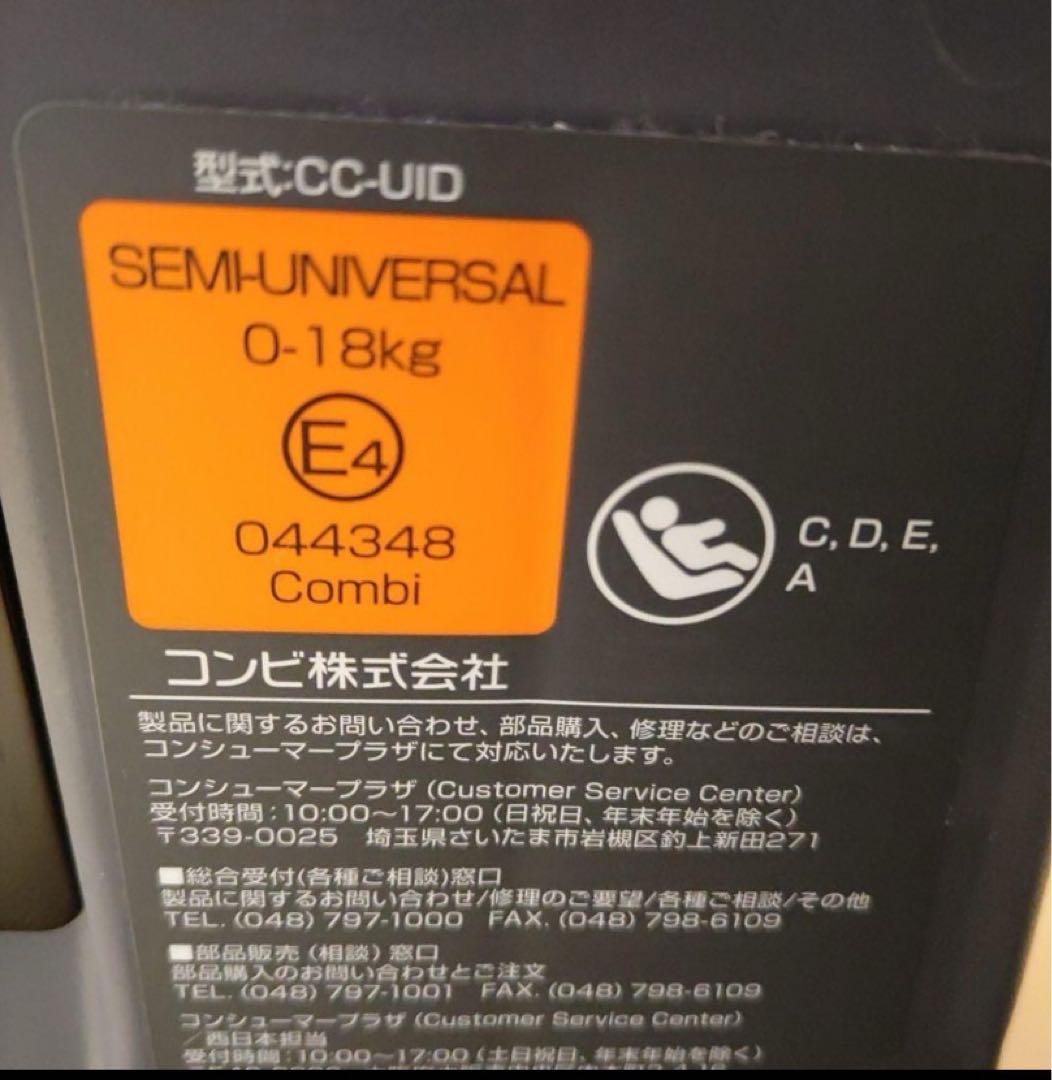 型式:CC-UID
SEMI-UNIVERSAL
0-18kg
E4
044348
Combi
C, D, E,
A
コンビ株式会社
製品に関するお問い合わせ、部品購入、修理などのご相談は、
コンシューマープラザにて対応いたします。
コンシューマープラザ (Customer Service Center)
受付時間：10:00〜17:00 (日祝日、年末年始を除く)
〒339-0025 埼玉県さいたま市岩槻区釣上新田271
■総合受付(各種ご相談)窓口
製品に関するお問い合わせ/修理のご要望/各種ご相談/その他
TEL. (048) 797-1000 FAX. (048) 798-6109
■部品販売 (相談) 窓口
部品購入のお問い合わせとご注文
TEL. (048) 797-1001 FAX. (048) 798-6109
コンシューマープラザ (Customer Service Center)
／西日本担当
受付時間：10:00〜17:00 (土日祝日、年末年始を除く)